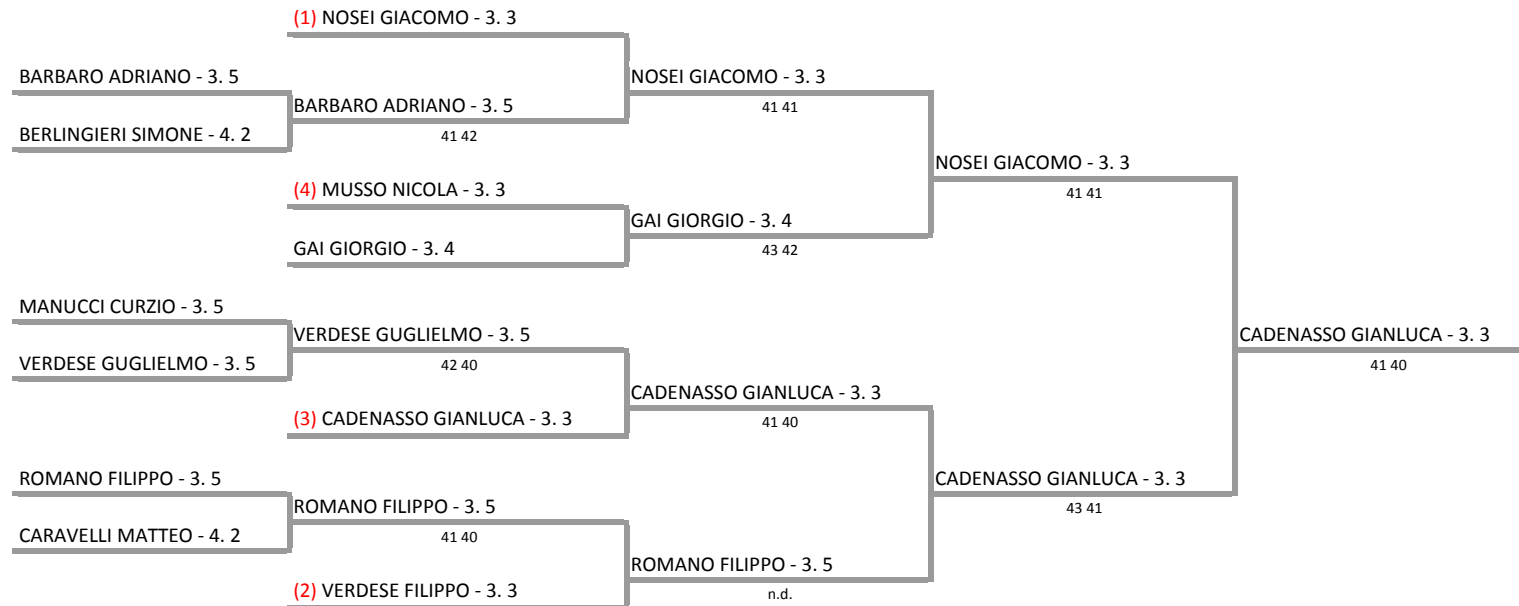 (1) NOSEI GIACOMO - 3. 3
BARBARO ADRIANO - 3. 5
NOSEI GIACOMO - 3. 3
BARBARO ADRIANO - 3. 5
41 41
BERLINGIERI SIMONE - 4. 2
41 42
NOSEI GIACOMO - 3. 3
(4) MUSSO NICOLA - 3. 3
41 41
GAI GIORGIO - 3. 4
GAI GIORGIO - 3. 4
43 42
MANUCCI CURZIO - 3. 5
VERDESE GUGLIELMO - 3. 5
CADENASSO GIANLUCA - 3. 3
VERDESE GUGLIELMO - 3. 5
42 40
41 40
CADENASSO GIANLUCA - 3. 3
(3) CADENASSO GIANLUCA - 3. 3
41 40
ROMANO FILIPPO - 3. 5
CADENASSO GIANLUCA - 3. 3
ROMANO FILIPPO - 3. 5
43 41
CARAVELLI MATTEO - 4. 2
41 40
ROMANO FILIPPO - 3. 5
(2) VERDESE FILIPPO - 3. 3
n.d.